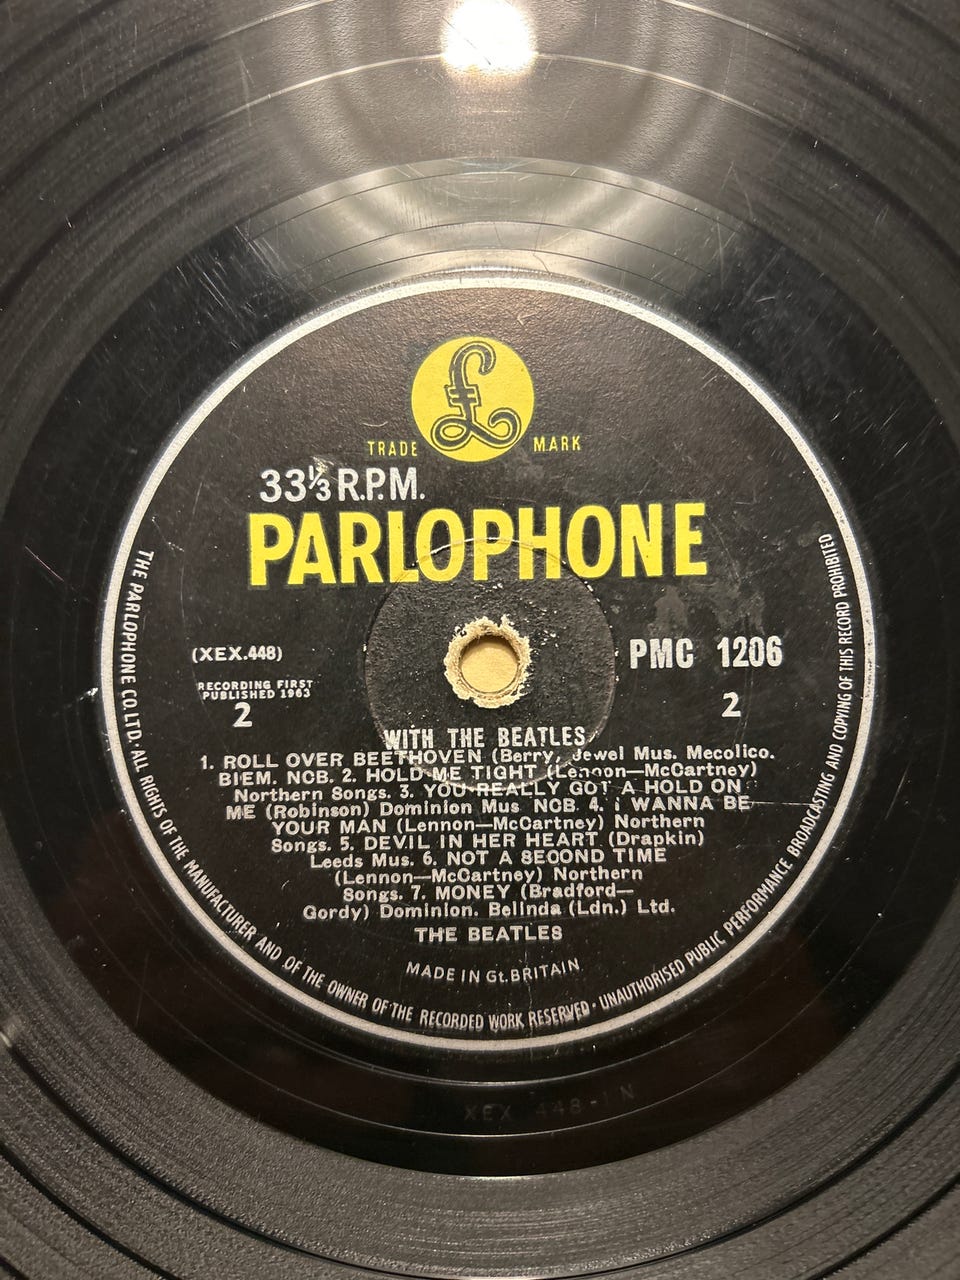 £
TRADE MARK
33⅓ R.P.M.
PARLOPHONE
(XEX.448)
PMC 1206
RECORDING FIRST
PUBLISHED 1963
2
2
WITH THE BEATLES
1. ROLL OVER BEETHOVEN (Berry, Jewel Mus. Mecolico.
BIEM. NCB. 2. HOLD ME TIGHT (Lennon—McCartney)
Northern Songs. 3. YOU REALLY GOT A HOLD ON
ME (Robinson) Dominion Mus NCB. 4. I WANNA BE
YOUR MAN (Lennon—McCartney) Northern
Songs. 5. DEVIL IN HER HEART (Drapkin)
Leeds Mus. 6. NOT A SECOND TIME
(Lennon—McCartney) Northern
Songs. 7. MONEY (Bradford—
Gordy) Dominion. Belinda (Ldn.) Ltd.
THE BEATLES
MADE IN Gt. BRITAIN
THE PARLOPHONE CO. LTD. · ALL RIGHTS OF THE MANUFACTURER AND OF THE OWNER OF THE RECORDED WORK RESERVED · UNAUTHORISED PUBLIC PERFORMANCE BROADCASTING AND COPYING OF THIS RECORD PROHIBITED
XEX 448-1N